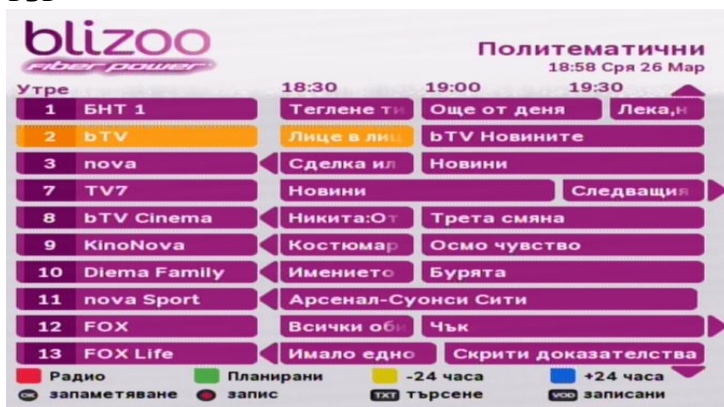 blizoo
fiber power
Политематични
18:58 Сря 26 Мар
Утре 18:30 19:00 19:30
1 БНТ 1 Теглене ти Още от деня Лека,н
2 bTV Лице в лиц bTV Новините
3 nova Сделка ил Новини
7 TV7 Новини Следващия
8 bTV Cinema Никита:От Трета смяна
9 KinoNova Костюмар Осмо чувство
10 Diema Family Имението Бурята
11 nova Sport Арсенал-Суонси Сити
12 FOX Всички оби Чък
13 FOX Life Имало едно Скрити доказателства
Радио Планирани -24 часа +24 часа
OK запаметяване запис TXT търсене VOD записани